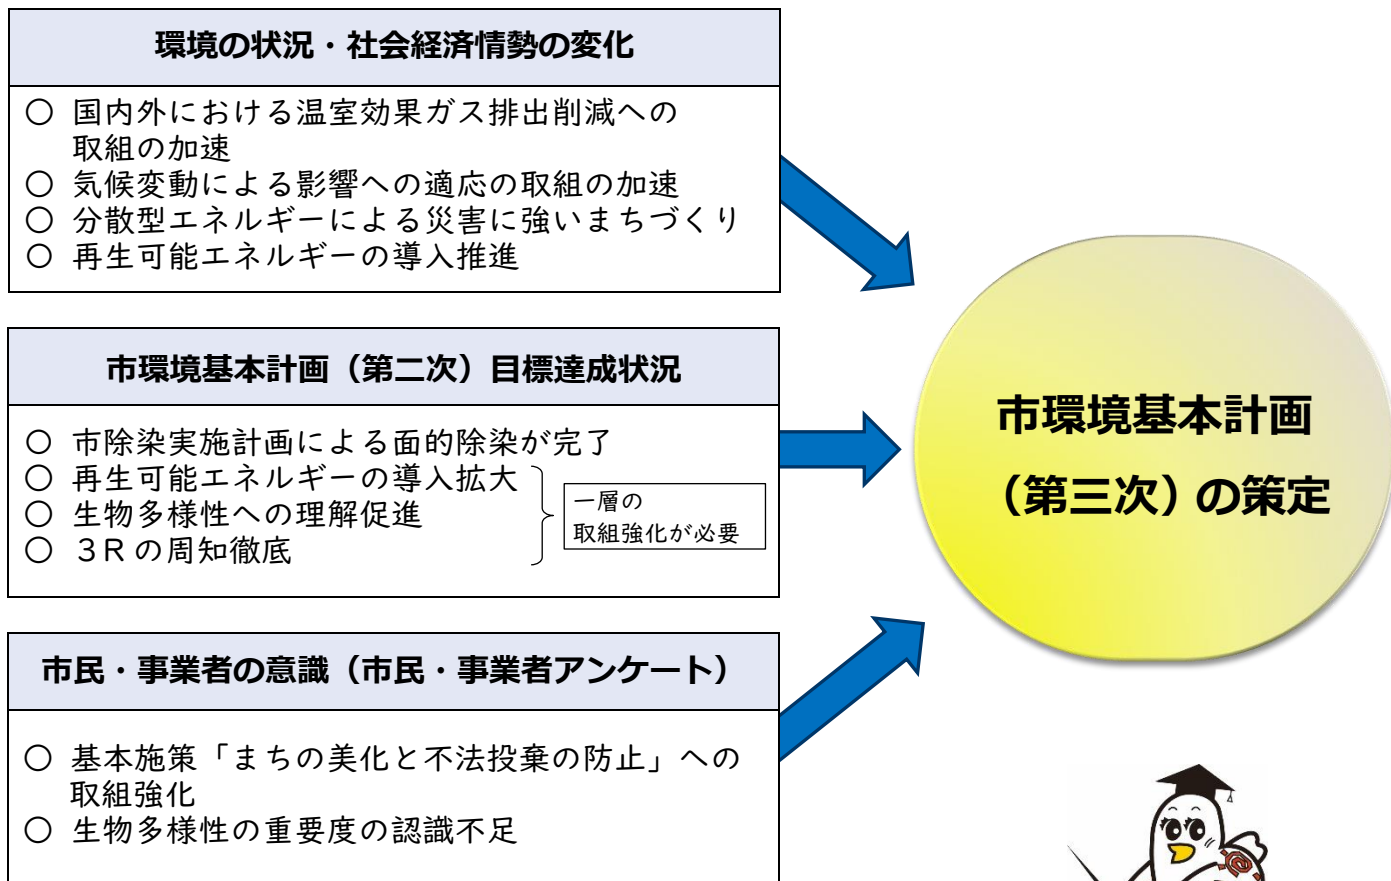 環境の状況・社会経済情勢の変化
○ 国内外における温室効果ガス排出削減への
取組の加速
○ 気候変動による影響への適応の取組の加速
○ 分散型エネルギーによる災害に強いまちづくり
○ 再生可能エネルギーの導入推進
市環境基本計画（第二次）目標達成状況
○ 市除染実施計画による面的除染が完了
○ 再生可能エネルギーの導入拡大
○ 生物多様性への理解促進
○ ３Rの周知徹底
一層の
取組強化が必要
市民・事業者の意識（市民・事業者アンケート）
○ 基本施策「まちの美化と不法投棄の防止」への
取組強化
○ 生物多様性の重要度の認識不足
市環境基本計画
（第三次）の策定